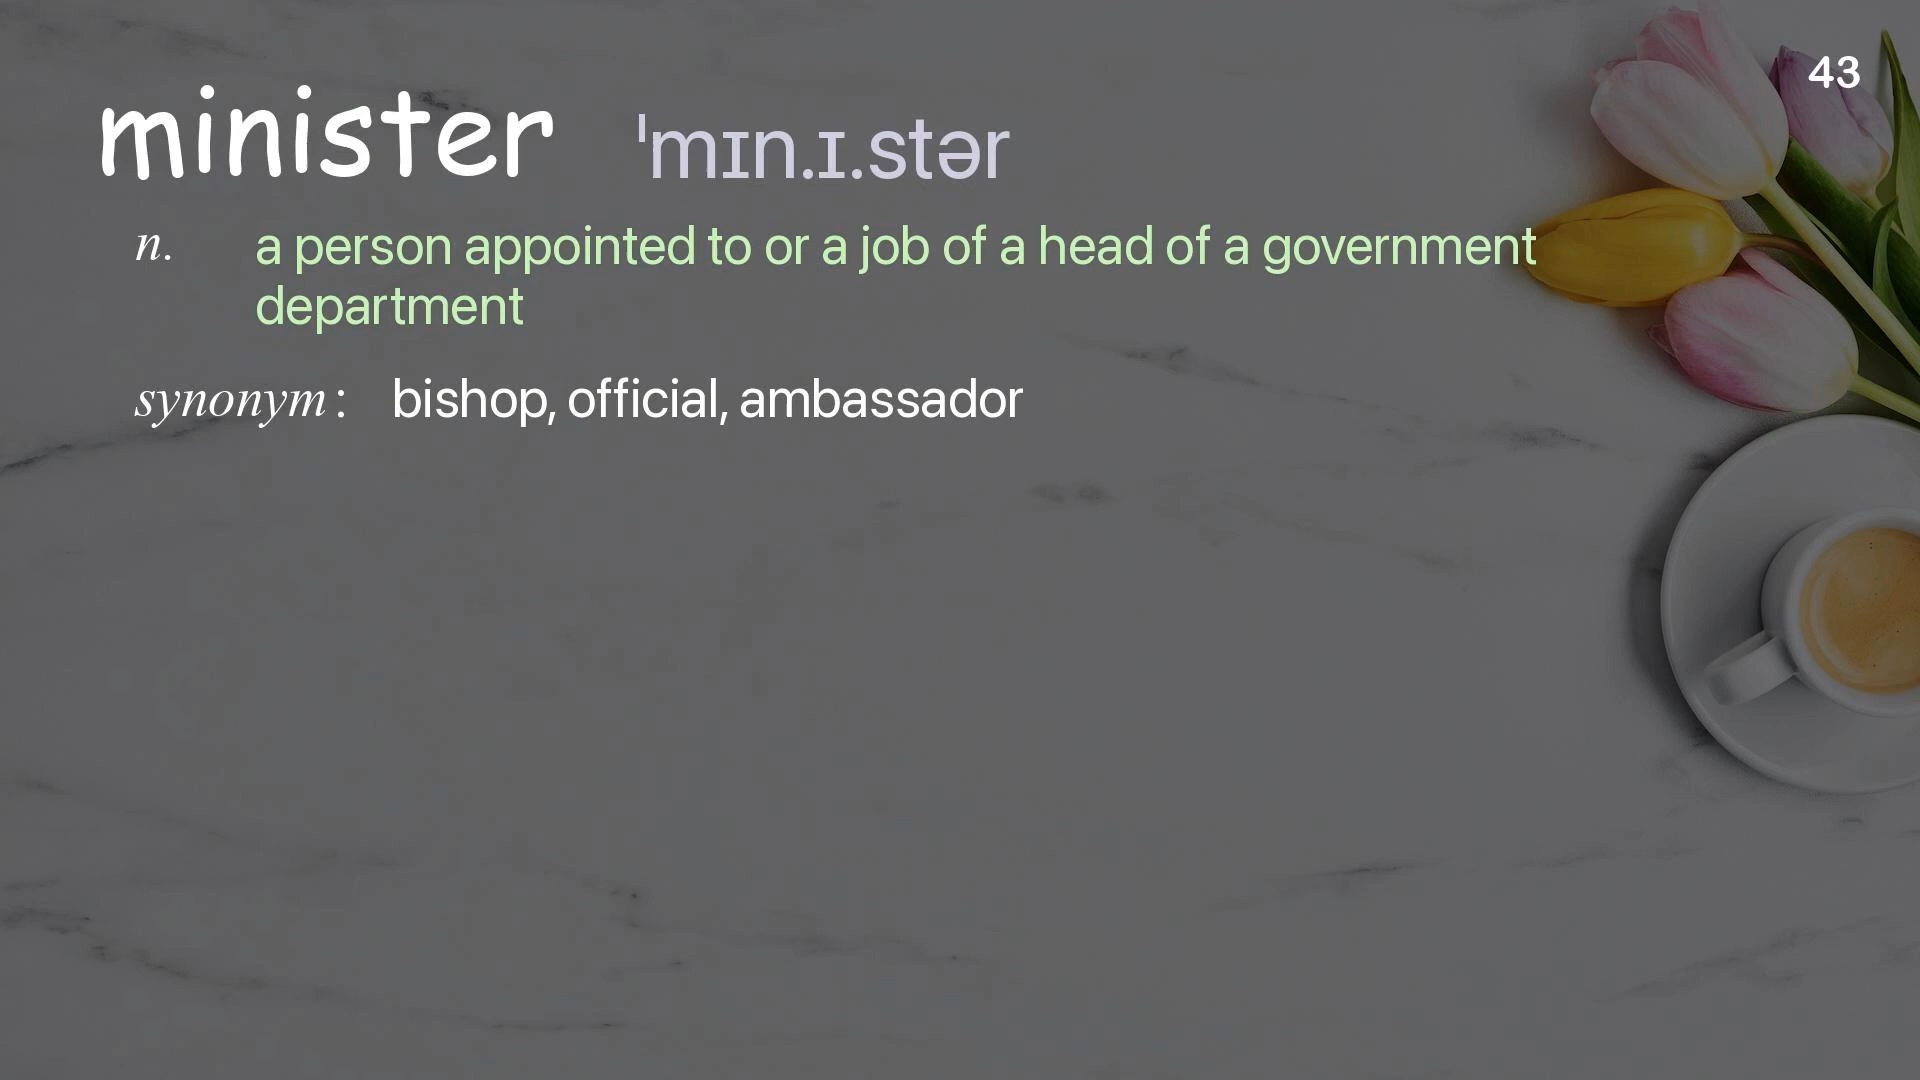 43
minister ˈmɪn.ɪ.stər
n. a person appointed to or a job of a head of a government
department
synonym: bishop, official, ambassador